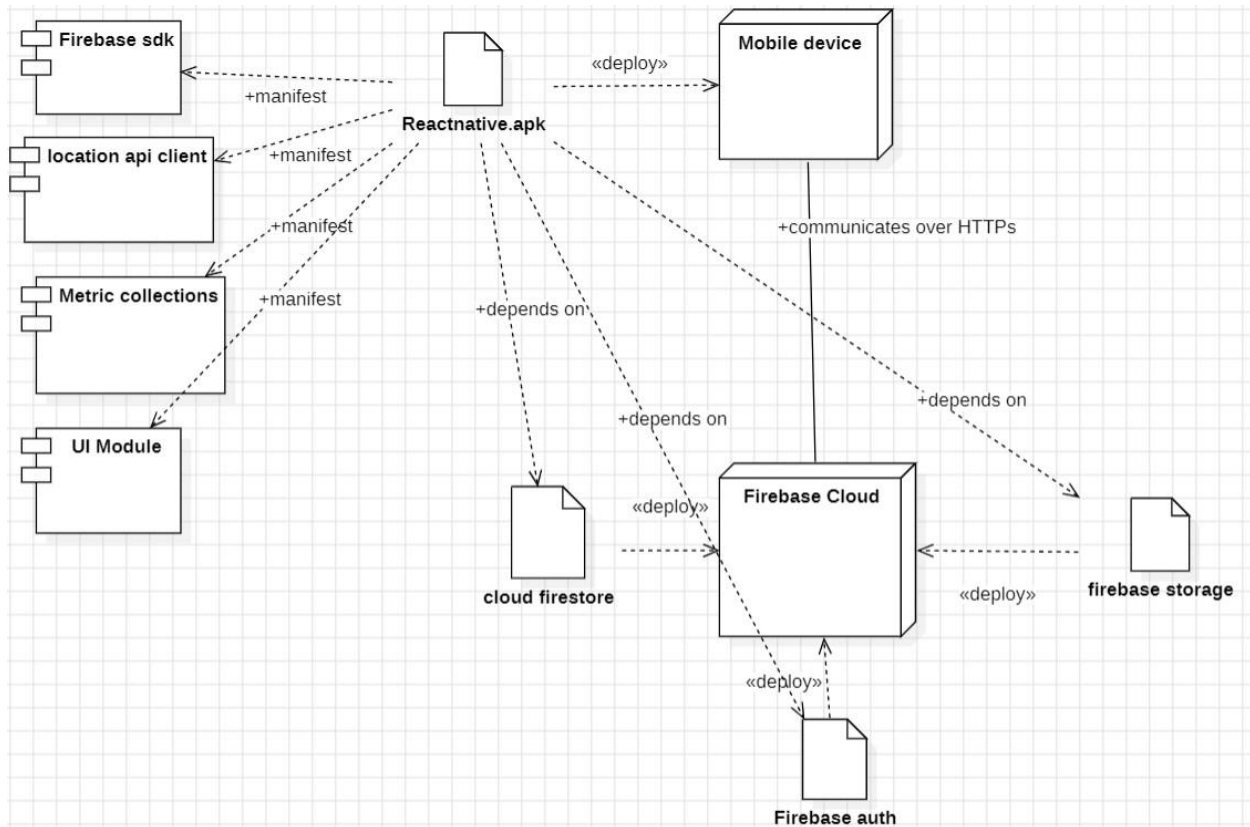 Firebase sdk
Mobile device
«deploy»
+manifest
Reactnative.apk
location api client
+manifest
+manifest
+communicates over HTTPs
Metric collections
+manifest
+depends on
+depends on
+depends on
UI Module
Firebase Cloud
«deploy»
cloud firestore
firebase storage
«deploy»
«deploy»
Firebase auth